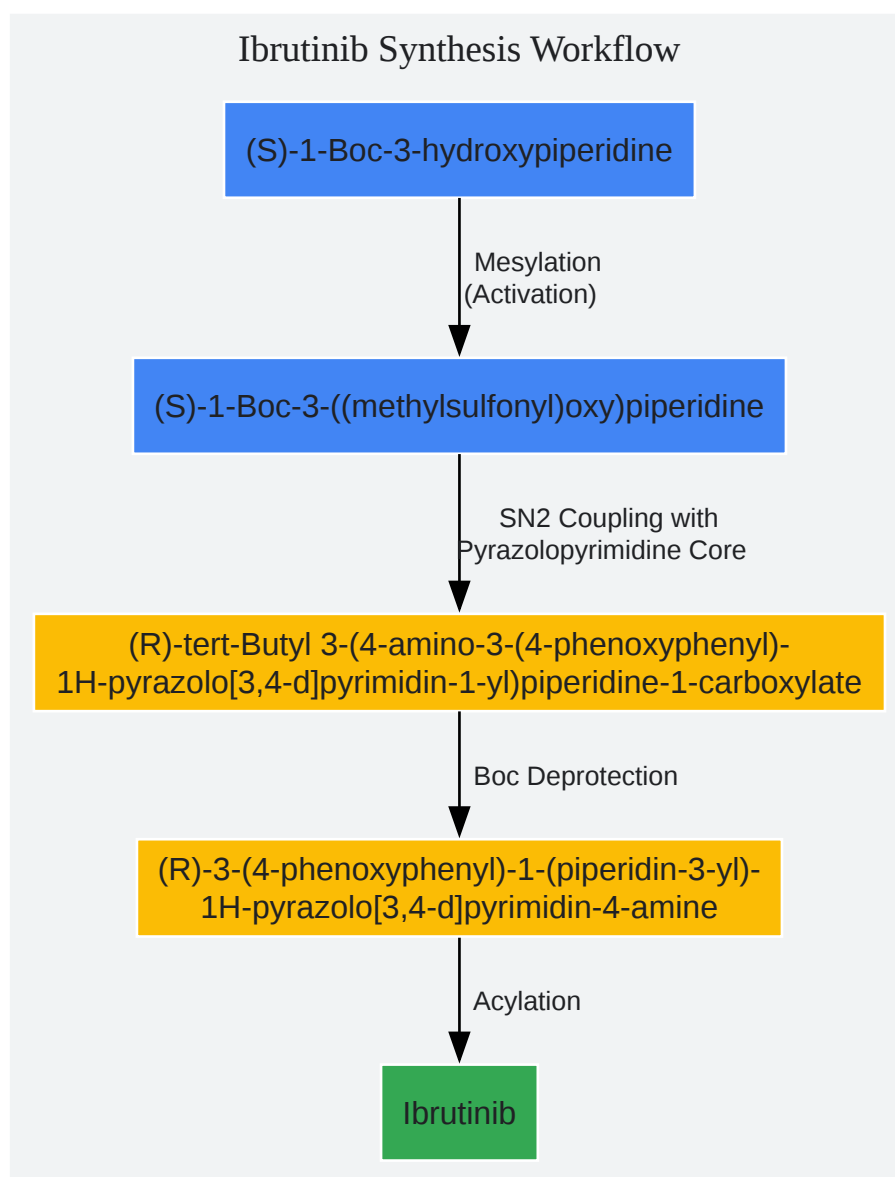 Ibrutinib Synthesis Workflow
(S)-1-Boc-3-hydroxypiperidine
Mesylation
(Activation)
(S)-1-Boc-3-((methylsulfonyl)oxy)piperidine
SN2 Coupling with
Pyrazolopyrimidine Core
(R)-tert-Butyl 3-(4-amino-3-(4-phenoxyphenyl)-
1H-pyrazolo[3,4-d]pyrimidin-1-yl)piperidine-1-carboxylate
Boc Deprotection
(R)-3-(4-phenoxyphenyl)-1-(piperidin-3-yl)-
1H-pyrazolo[3,4-d]pyrimidin-4-amine
Acylation
Ibrutinib